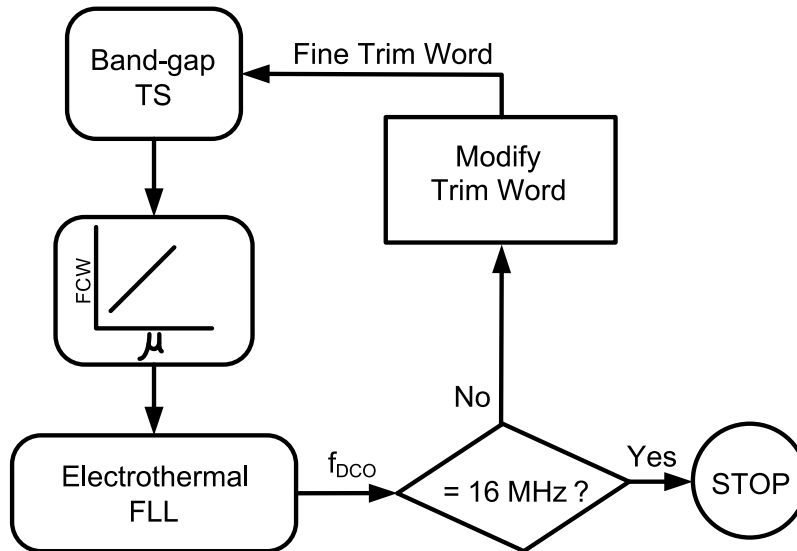 Band-gap
TS
Fine Trim Word
Modify
Trim Word
FCW
μ
No
Electrothermal
FLL
fDCO
= 16 MHz ?
Yes
STOP